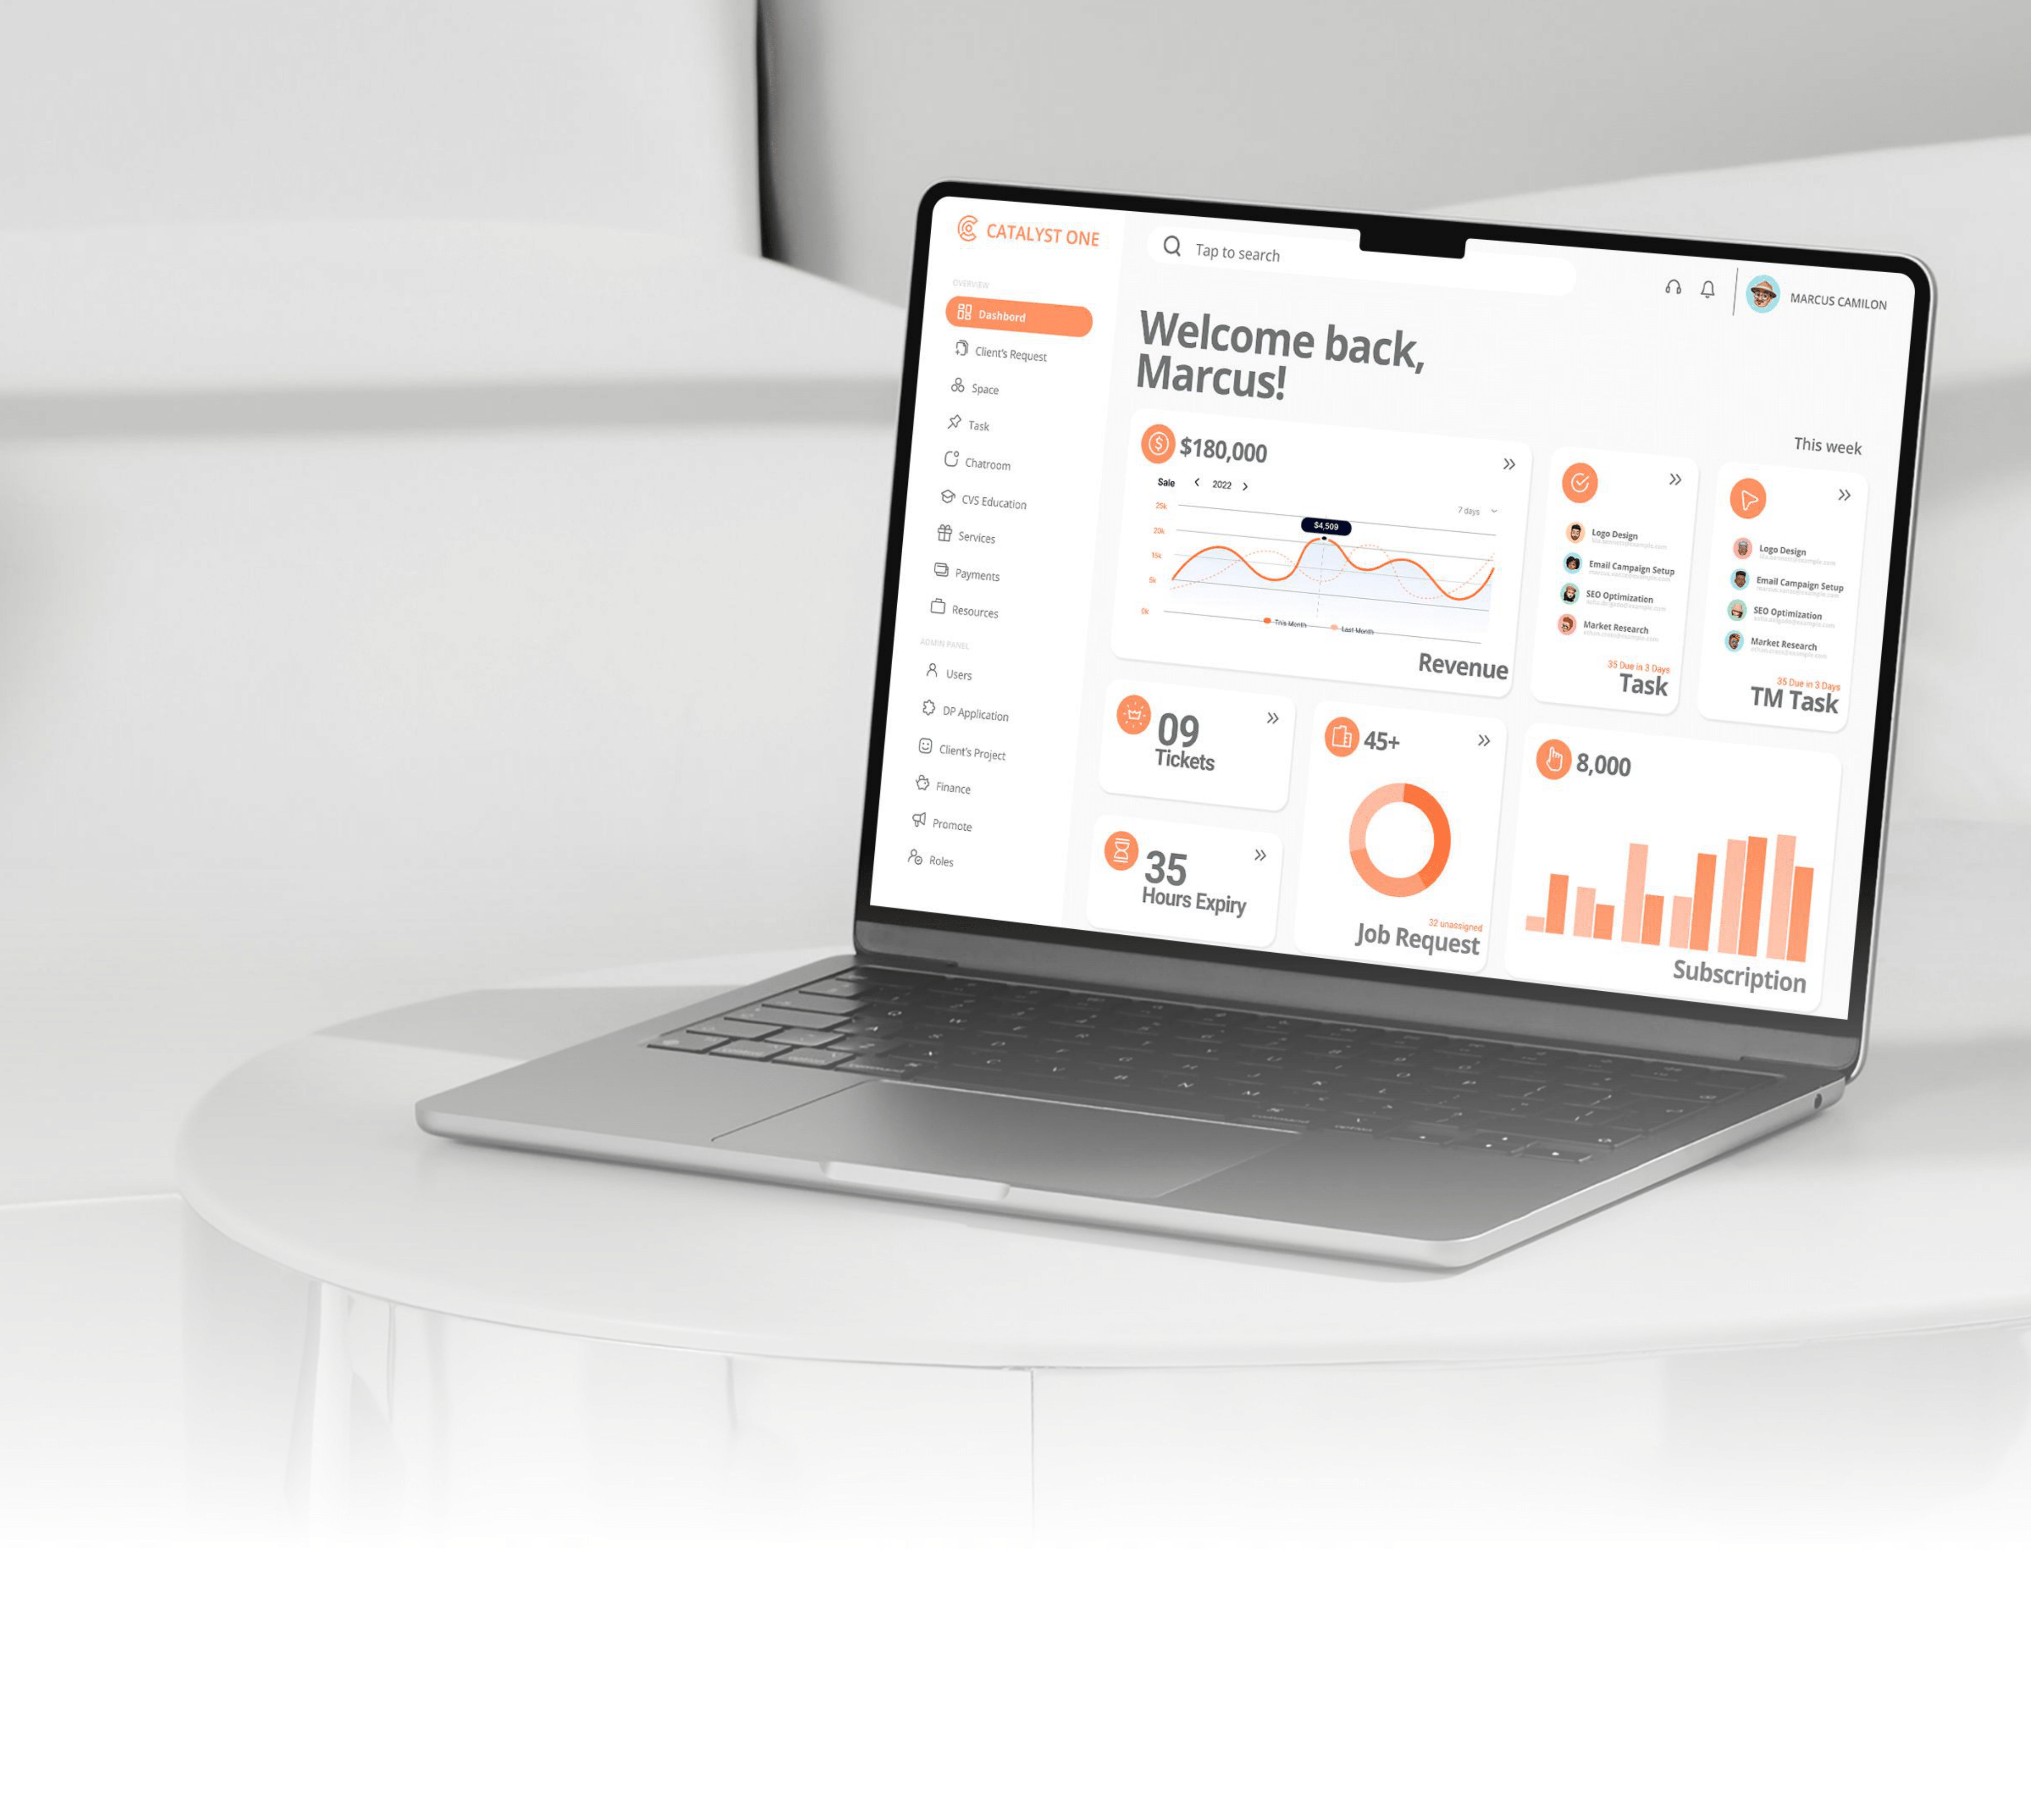 CATALYST ONE
Tap to search
MARCUS CAMILON
OVERVIEW
Dashbord
Client's Request
Space
Task
Chatroom
CVS Education
Services
Payments
Resources
ADMIN PANEL
Users
DP Application
Client's Project
Finance
Promote
Roles
Welcome back,
Marcus!
This week
$180,000
Sale
2022
7 days
25k
20k
15k
5k
0k
$4,509
This Month
Last Month
Revenue
Logo Design
Email Campaign Setup
SEO Optimization
Market Research
35 Due in 3 Days
Task
Logo Design
Email Campaign Setup
SEO Optimization
Market Research
35 Due in 3 Days
TM Task
09
Tickets
35
Hours Expiry
45+
32 unassigned
Job Request
8,000
Subscription